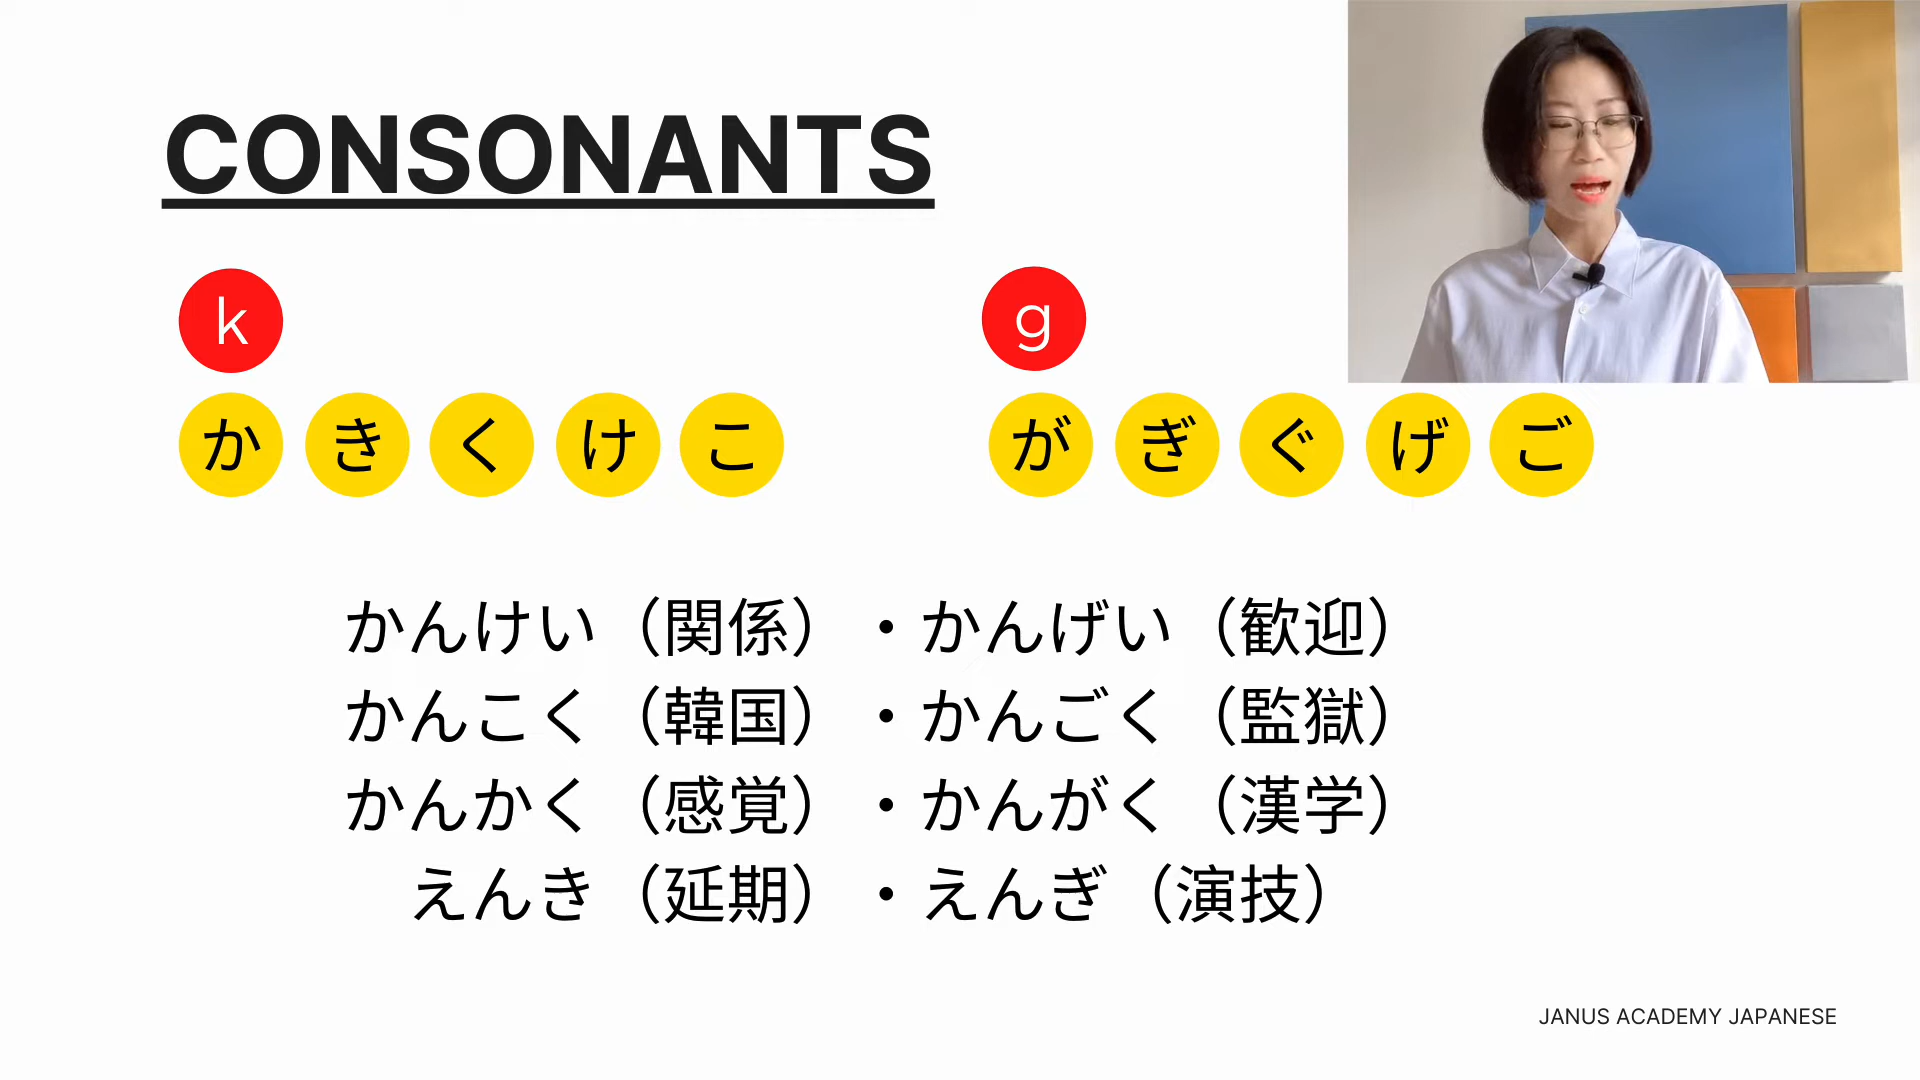 CONSONANTS
k
g
か き く け こ
が ぎ ぐ げ ご
かんけい（関係）・かんげい（歓迎）
かんこく（韓国）・かんごく（監獄）
かんかく（感覚）・かんがく（漢学）
えんき（延期）・えんぎ（演技）
JANUS ACADEMY JAPANESE